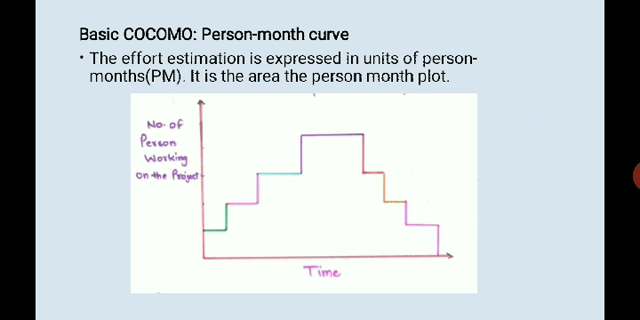 Basic COCOMO: Person-month curve
• The effort estimation is expressed in units of person-
months(PM). It is the area the person month plot.
No. of
Person
Working
on the Project
Time